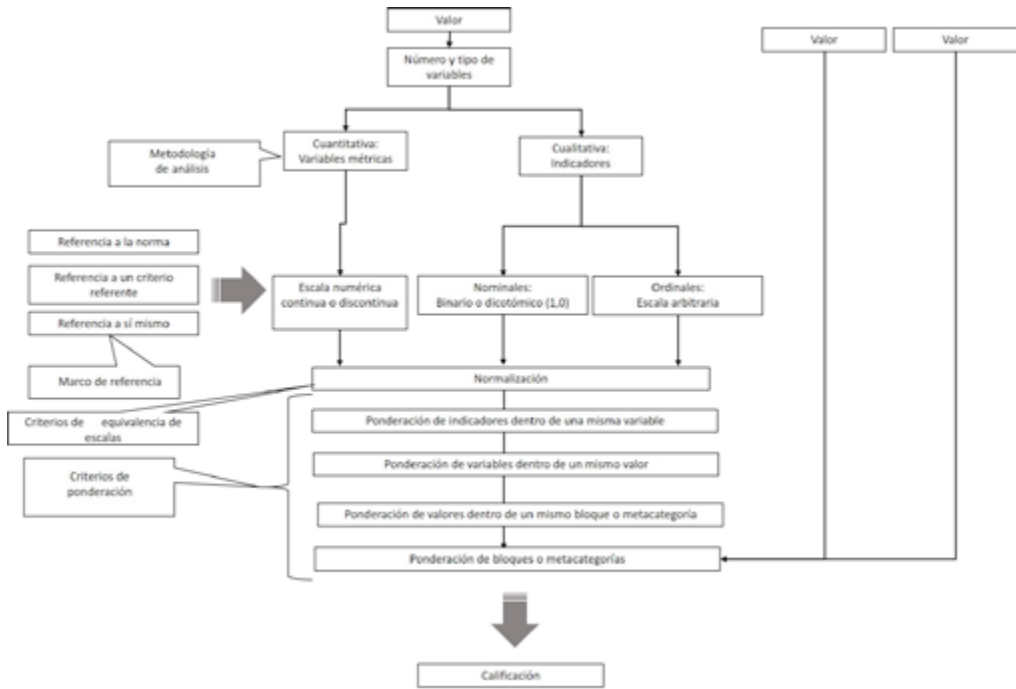 Valor
Valor
Valor
Número y tipo de
variables
Metodología
de análisis
Cuantitativa:
Variables métricas
Cualitativa:
Indicadores
Referencia a la norma
Referencia a un criterio
referente
Referencia a sí mismo
Marco de referencia
Escala numérica
continua o discontinua
Nominales:
Binario o dicotómico (1,0)
Ordinales:
Escala arbitraria
Normalización
Criterios de equivalencia de
escalas
Ponderación de indicadores dentro de una misma variable
Criterios de
ponderación
Ponderación de variables dentro de un mismo valor
Ponderación de valores dentro de un mismo bloque o metacategoría
Ponderación de bloques o metacategorías
Calificación